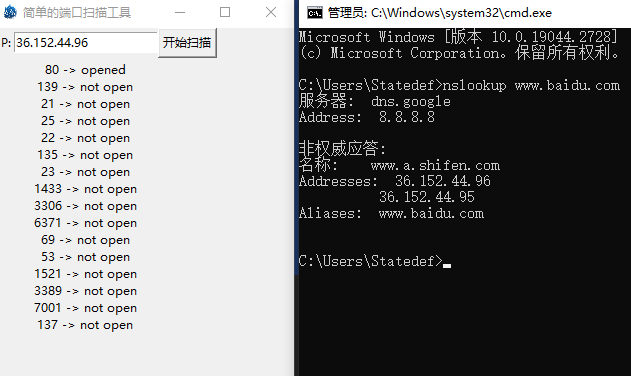 简单的端口扫描工具
P: 36.152.44.96 开始扫描
80 -> opened
139 -> not open
21 -> not open
25 -> not open
22 -> not open
135 -> not open
23 -> not open
1433 -> not open
3306 -> not open
6371 -> not open
69 -> not open
53 -> not open
1521 -> not open
3389 -> not open
7001 -> not open
137 -> not open
管理员: C:\Windows\system32\cmd.exe
Microsoft Windows [版本 10.0.19044.2728]
(c) Microsoft Corporation。保留所有权利。
C:\Users\Statedef>nslookup www.baidu.com
服务器:  dns.google
Address:  8.8.8.8
非权威应答:
名称:    www.a.shifen.com
Addresses:  36.152.44.96
36.152.44.95
Aliases:  www.baidu.com
C:\Users\Statedef>